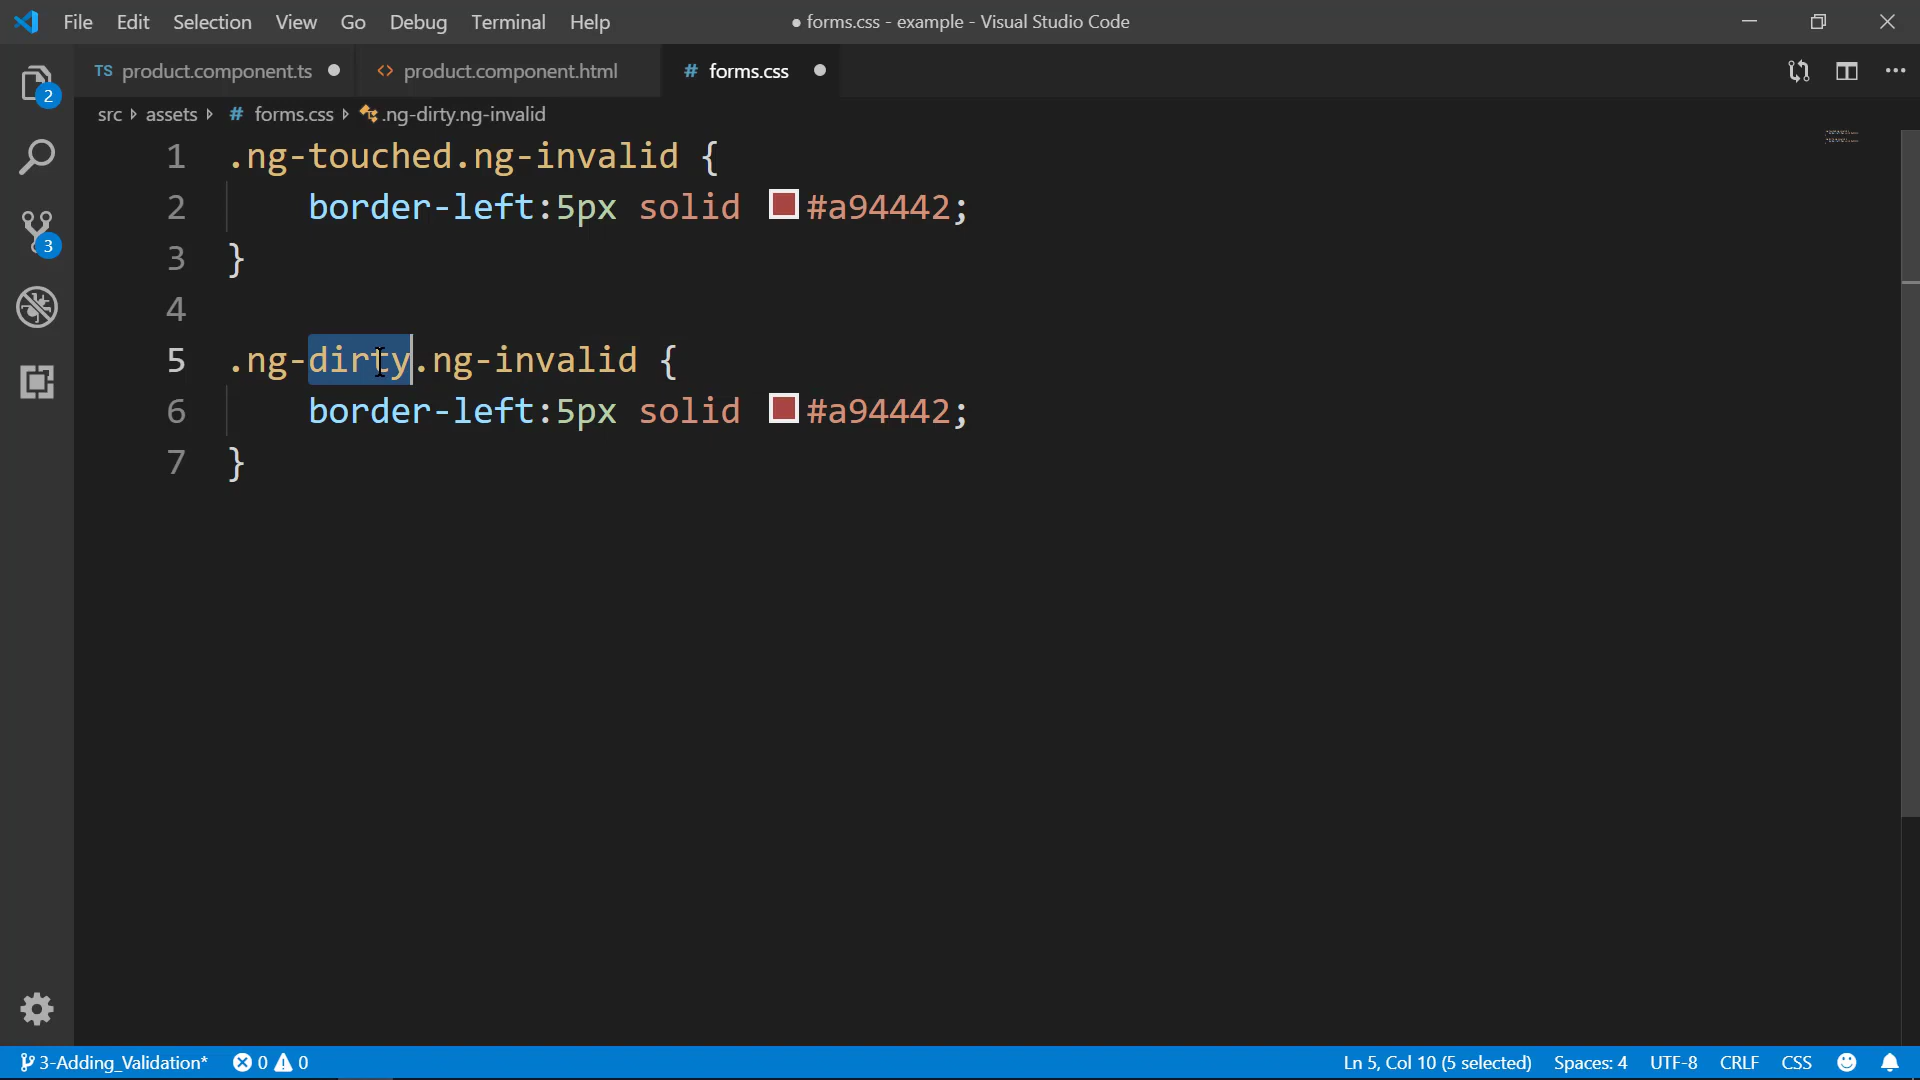 File Edit Selection View Go Debug Terminal Help ● forms.css - example - Visual Studio Code
TS product.component.ts ● <> product.component.html # forms.css ●
src assets # forms.css .ng-dirty.ng-invalid
1 .ng-touched.ng-invalid {
2 border-left:5px solid #a94442;
3 }
4
5 .ng-dirty.ng-invalid {
6 border-left:5px solid #a94442;
7 }
2
3
3-Adding_Validation* 0 0 Ln 5, Col 10 (5 selected) Spaces: 4 UTF-8 CRLF CSS